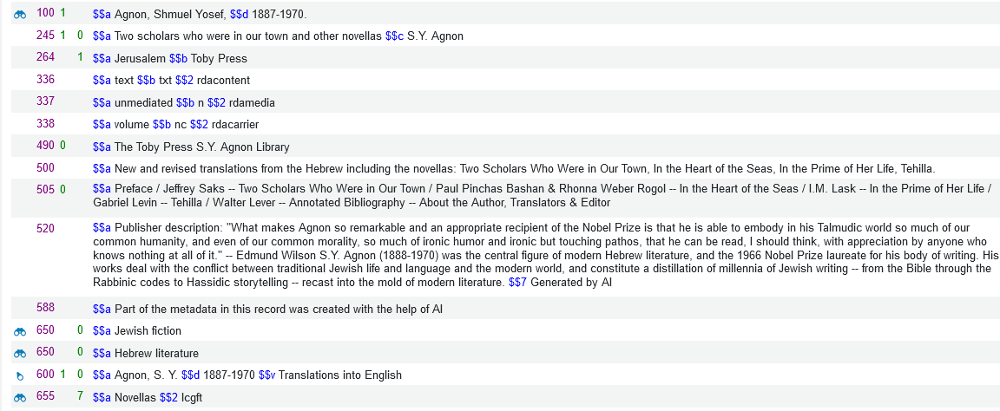 100 1 $$a Agnon, Shmuel Yosef, $$d 1887-1970.
245 1 0 $$a Two scholars who were in our town and other novellas $$c S.Y. Agnon
264 1 $$a Jerusalem $$b Toby Press
336 $$a text $$b txt $$2 rdacontent
337 $$a unmediated $$b n $$2 rdamedia
338 $$a volume $$b nc $$2 rdacarrier
490 0 $$a The Toby Press S.Y. Agnon Library
500 $$a New and revised translations from the Hebrew including the novellas: Two Scholars Who Were in Our Town, In the Heart of the Seas, In the Prime of Her Life, Tehilla.
505 0 $$a Preface / Jeffrey Saks -- Two Scholars Who Were in Our Town / Paul Pinchas Bashan & Rhonna Weber Rogol -- In the Heart of the Seas / I.M. Lask -- In the Prime of Her Life /
Gabriel Levin -- Tehilla / Walter Lever -- Annotated Bibliography -- About the Author, Translators & Editor
520 $$a Publisher description: "What makes Agnon so remarkable and an appropriate recipient of the Nobel Prize is that he is able to embody in his Talmudic world so much of our
common humanity, and even of our common morality, so much of ironic humor and ironic but touching pathos, that he can be read, I should think, with appreciation by anyone who
knows nothing at all of it." -- Edmund Wilson S.Y. Agnon (1888-1970) was the central figure of modern Hebrew literature, and the 1966 Nobel Prize laureate for his body of writing. His
works deal with the conflict between traditional Jewish life and language and the modern world, and constitute a distillation of millennia of Jewish writing -- from the Bible through the
Rabbinic codes to Hassidic storytelling -- recast into the mold of modern literature. $$7 Generated by AI
588 $$a Part of the metadata in this record was created with the help of AI
650 0 $$a Jewish fiction
650 0 $$a Hebrew literature
600 1 0 $$a Agnon, S. Y. $$d 1887-1970 $$v Translations into English
655 7 $$a Novellas $$2 lcgft